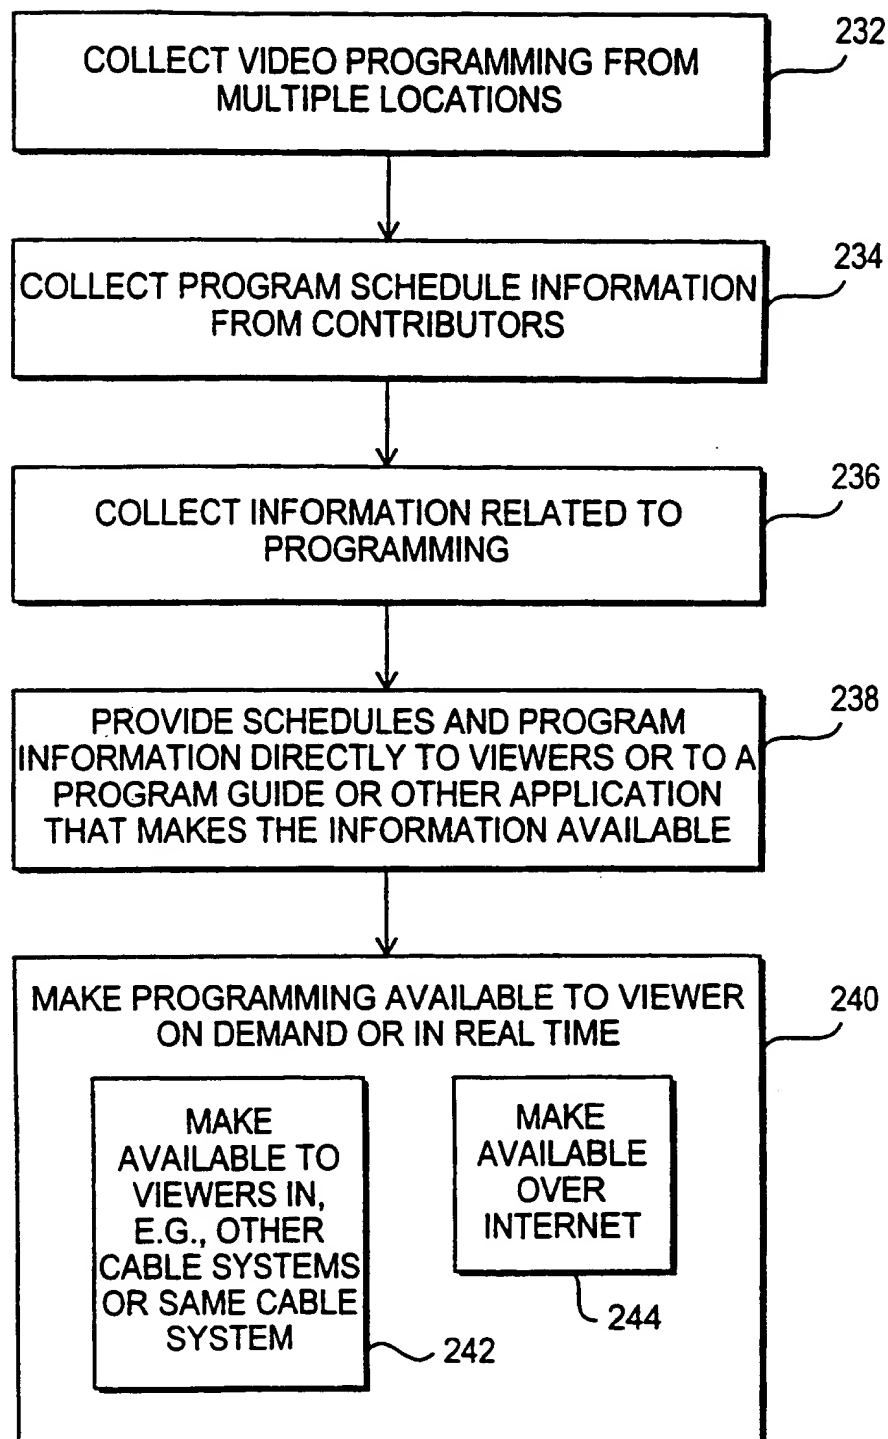 232
COLLECT VIDEO PROGRAMMING FROM
MULTIPLE LOCATIONS
234
COLLECT PROGRAM SCHEDULE INFORMATION
FROM CONTRIBUTORS
236
COLLECT INFORMATION RELATED TO
PROGRAMMING
238
PROVIDE SCHEDULES AND PROGRAM
INFORMATION DIRECTLY TO VIEWERS OR TO A
PROGRAM GUIDE OR OTHER APPLICATION
THAT MAKES THE INFORMATION AVAILABLE
240
MAKE PROGRAMMING AVAILABLE TO VIEWER
ON DEMAND OR IN REAL TIME
MAKE
AVAILABLE TO
VIEWERS IN,
E.G., OTHER
CABLE SYSTEMS
OR SAME CABLE
SYSTEM
242
MAKE
AVAILABLE
OVER
INTERNET
244